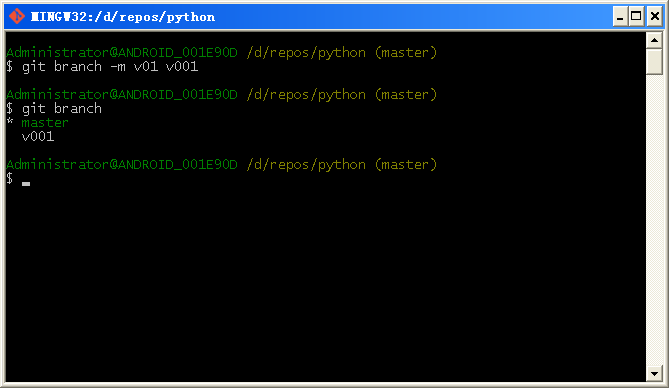 MINGW32:/d/repos/python
Administrator@ANDROID_001E90D /d/repos/python (master)
$ git branch -m v01 v001
Administrator@ANDROID_001E90D /d/repos/python (master)
$ git branch
* master
v001
Administrator@ANDROID_001E90D /d/repos/python (master)
$